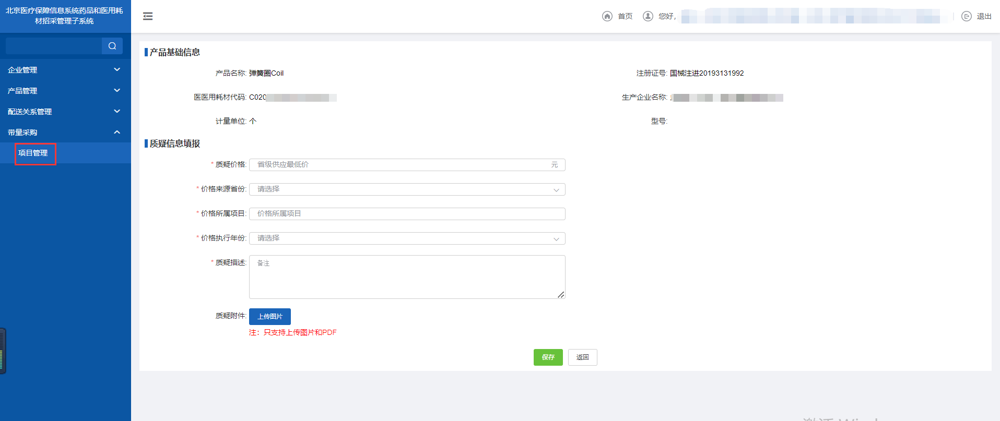 北京医疗保障信息系统药品和医用耗
材招采管理子系统
首页
您好,
退出
企业管理
产品管理
配送关系管理
带量采购
项目管理
产品基础信息
产品名称: 弹簧圈Coil
注册证号: 国械注进20193131992
医医用耗材代码: C020
生产企业名称:
计量单位: 个
型号:
质疑信息填报
* 质疑价格: 省级供应最低价 元
* 价格来源省份: 请选择
* 价格所属项目: 价格所属项目
* 价格执行年份: 请选择
* 质疑描述: 备注
质疑附件: 上传图片
注：只支持上传图片和PDF
保存
返回